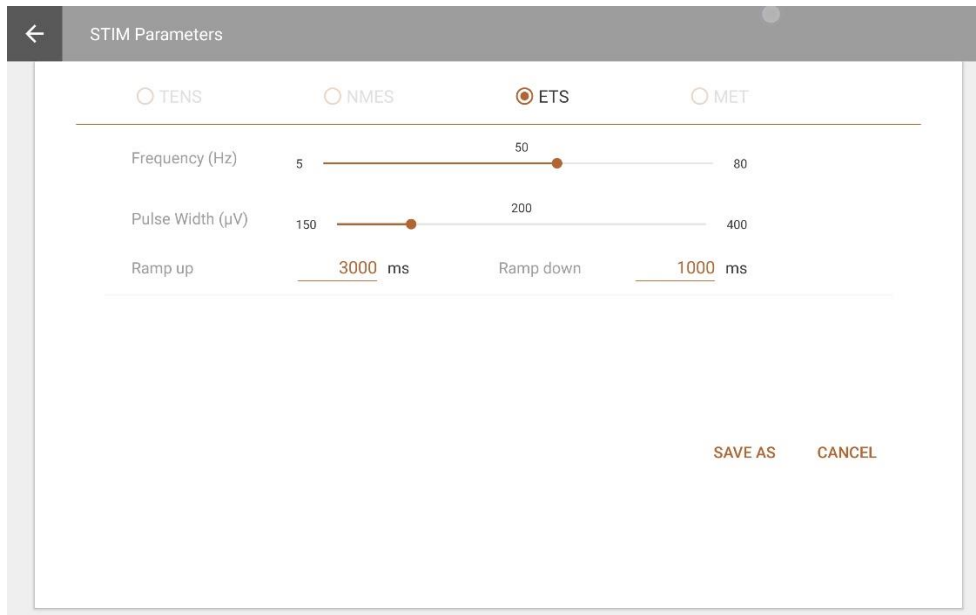 STIM Parameters
TENS NMES ETS MET
50
Frequency (Hz) 5 80
200
Pulse Width (µV) 150 400
Ramp up 3000 ms Ramp down 1000 ms
SAVE AS CANCEL